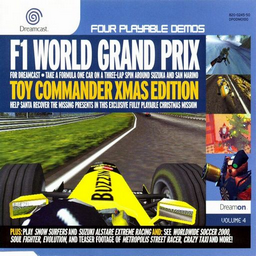 Dreamcast.
FOUR PLAYABLE DEMOS
F1 WORLD GRAND PRIX
FOR DREAMCAST • TAKE A FORMULA ONE CAR ON A THREE-LAP SPIN AROUND SUZUKA AND SAN MARINO
TOY COMMANDER XMAS EDITION
HELP SANTA RECOVER THE MISSING PRESENTS IN THIS EXCLUSIVE FULLY PLAYABLE CHRISTMAS MISSION
BUZZIN
Dreamon
VOLUME 4
PLUS: PLAY SNOW SURFERS AND SUZUKI ALSTARE EXTREME RACING AND: SEE, WORLDWIDE SOCCER 2000,
SOUL FIGHTER, EVOLUTION, AND TEASER FOOTAGE OF METROPOLIS STREET RACER, CRAZY TAXI AND MORE!